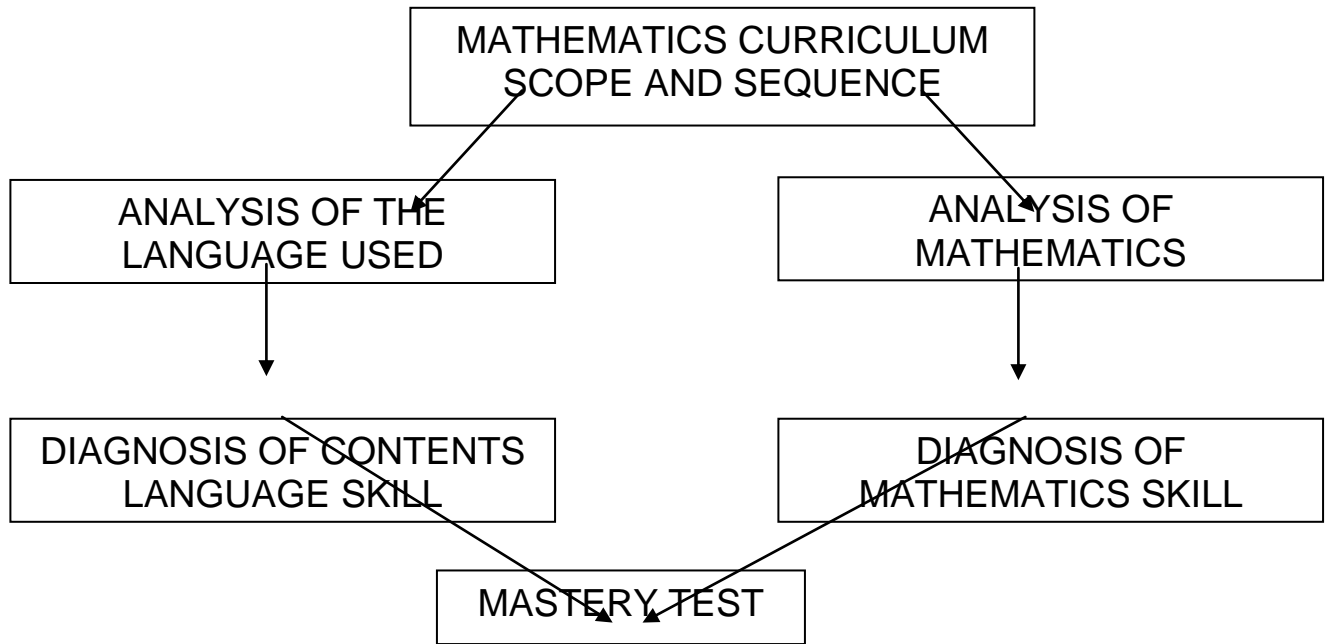 MATHEMATICS CURRICULUM
SCOPE AND SEQUENCE
ANALYSIS OF THE
LANGUAGE USED
ANALYSIS OF
MATHEMATICS
DIAGNOSIS OF CONTENTS
LANGUAGE SKILL
DIAGNOSIS OF
MATHEMATICS SKILL
MASTERY TEST